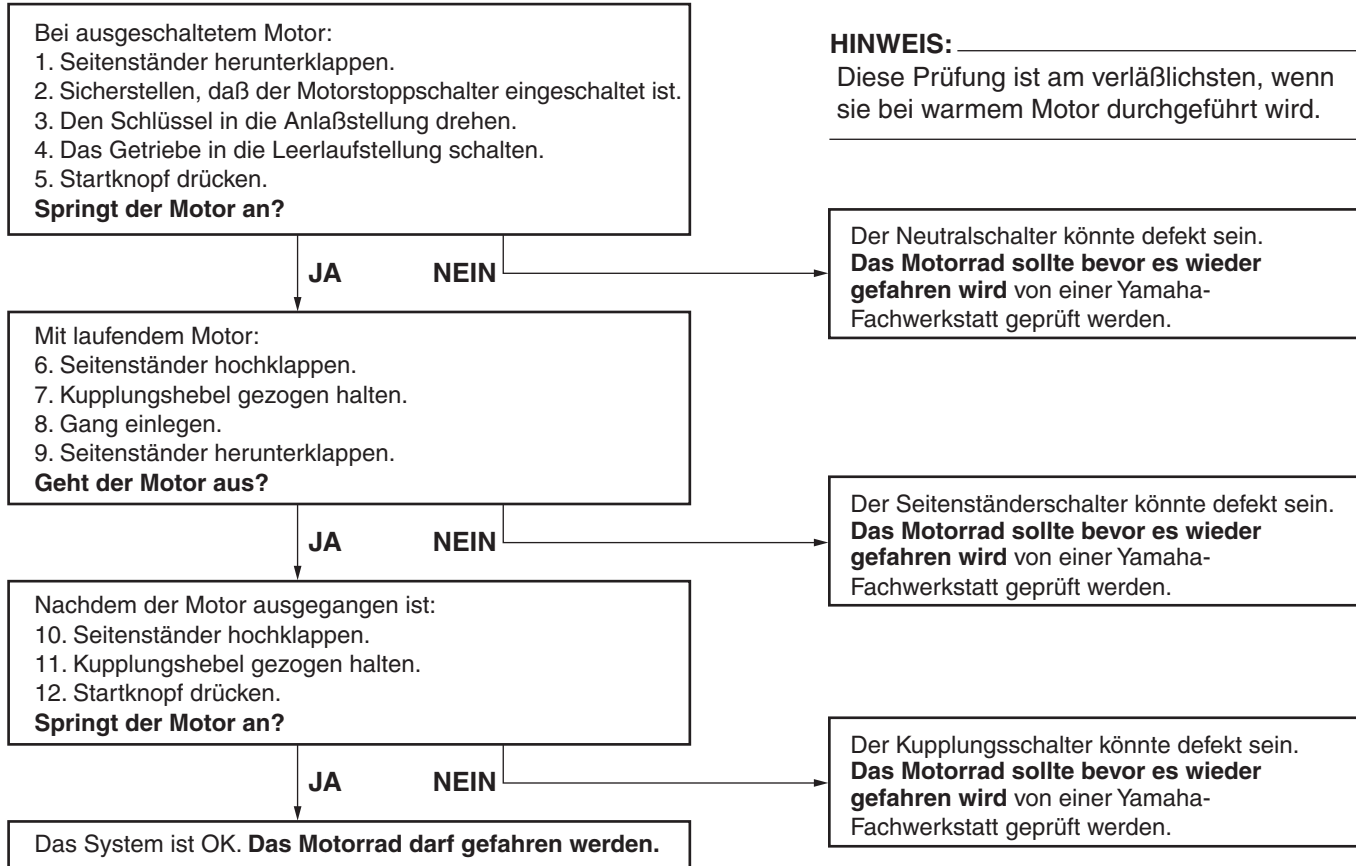 Bei ausgeschaltetem Motor:
1. Seitenständer herunterklappen.
2. Sicherstellen, daß der Motorstoppschalter eingeschaltet ist.
3. Den Schlüssel in die Anlaßstellung drehen.
4. Das Getriebe in die Leerlaufstellung schalten.
5. Startknopf drücken.
Springt der Motor an?
HINWEIS:
Diese Prüfung ist am verläßlichsten, wenn
sie bei warmem Motor durchgeführt wird.
JA
NEIN
Der Neutralschalter könnte defekt sein.
Das Motorrad sollte bevor es wieder
gefahren wird von einer Yamaha-
Fachwerkstatt geprüft werden.
Mit laufendem Motor:
6. Seitenständer hochklappen.
7. Kupplungshebel gezogen halten.
8. Gang einlegen.
9. Seitenständer herunterklappen.
Geht der Motor aus?
JA
NEIN
Der Seitenständerschalter könnte defekt sein.
Das Motorrad sollte bevor es wieder
gefahren wird von einer Yamaha-
Fachwerkstatt geprüft werden.
Nachdem der Motor ausgegangen ist:
10. Seitenständer hochklappen.
11. Kupplungshebel gezogen halten.
12. Startknopf drücken.
Springt der Motor an?
JA
NEIN
Der Kupplungsschalter könnte defekt sein.
Das Motorrad sollte bevor es wieder
gefahren wird von einer Yamaha-
Fachwerkstatt geprüft werden.
Das System ist OK. Das Motorrad darf gefahren werden.